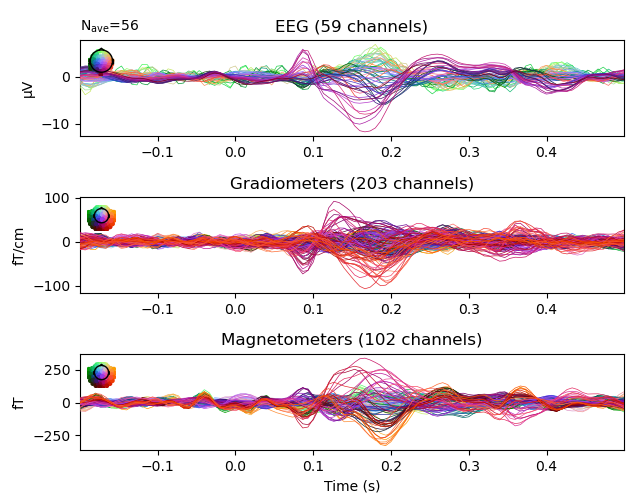 N_ave=56
EEG (59 channels)
µV
0
−10
−0.1 0.0 0.1 0.2 0.3 0.4
Gradiometers (203 channels)
fT/cm
100
0
−100
−0.1 0.0 0.1 0.2 0.3 0.4
Magnetometers (102 channels)
fT
250
0
−250
−0.1 0.0 0.1 0.2 0.3 0.4
Time (s)